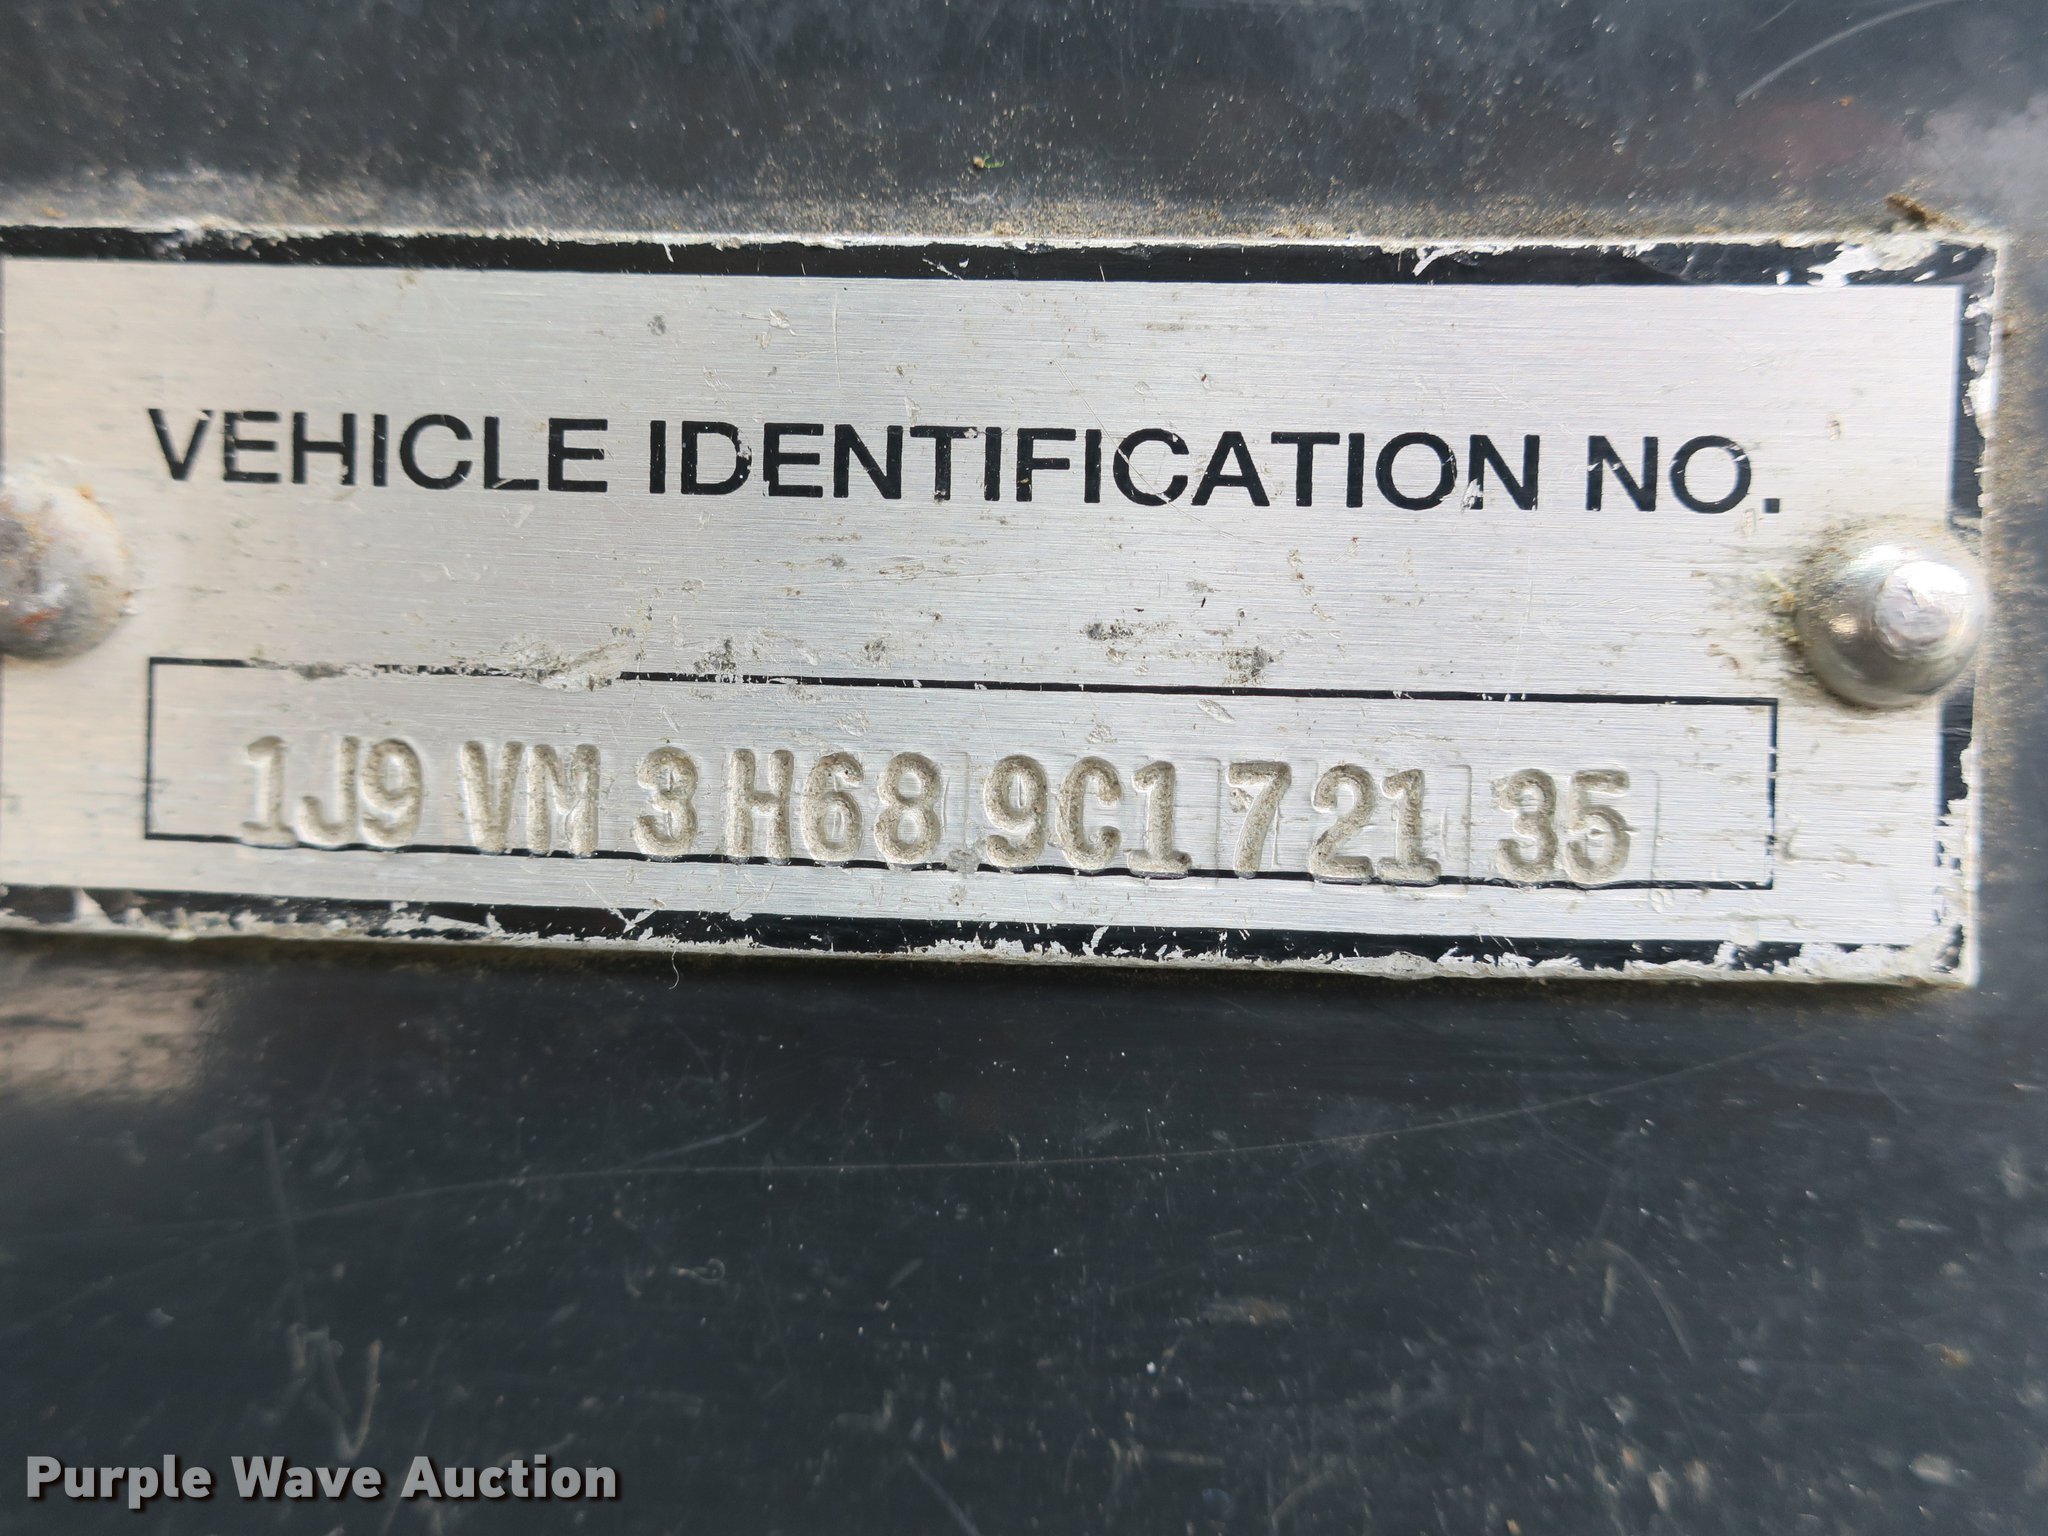 VEHICLE IDENTIFICATION NO.
1J9 VM 3 H68 9C1 7 21 35
Purple Wave Auction